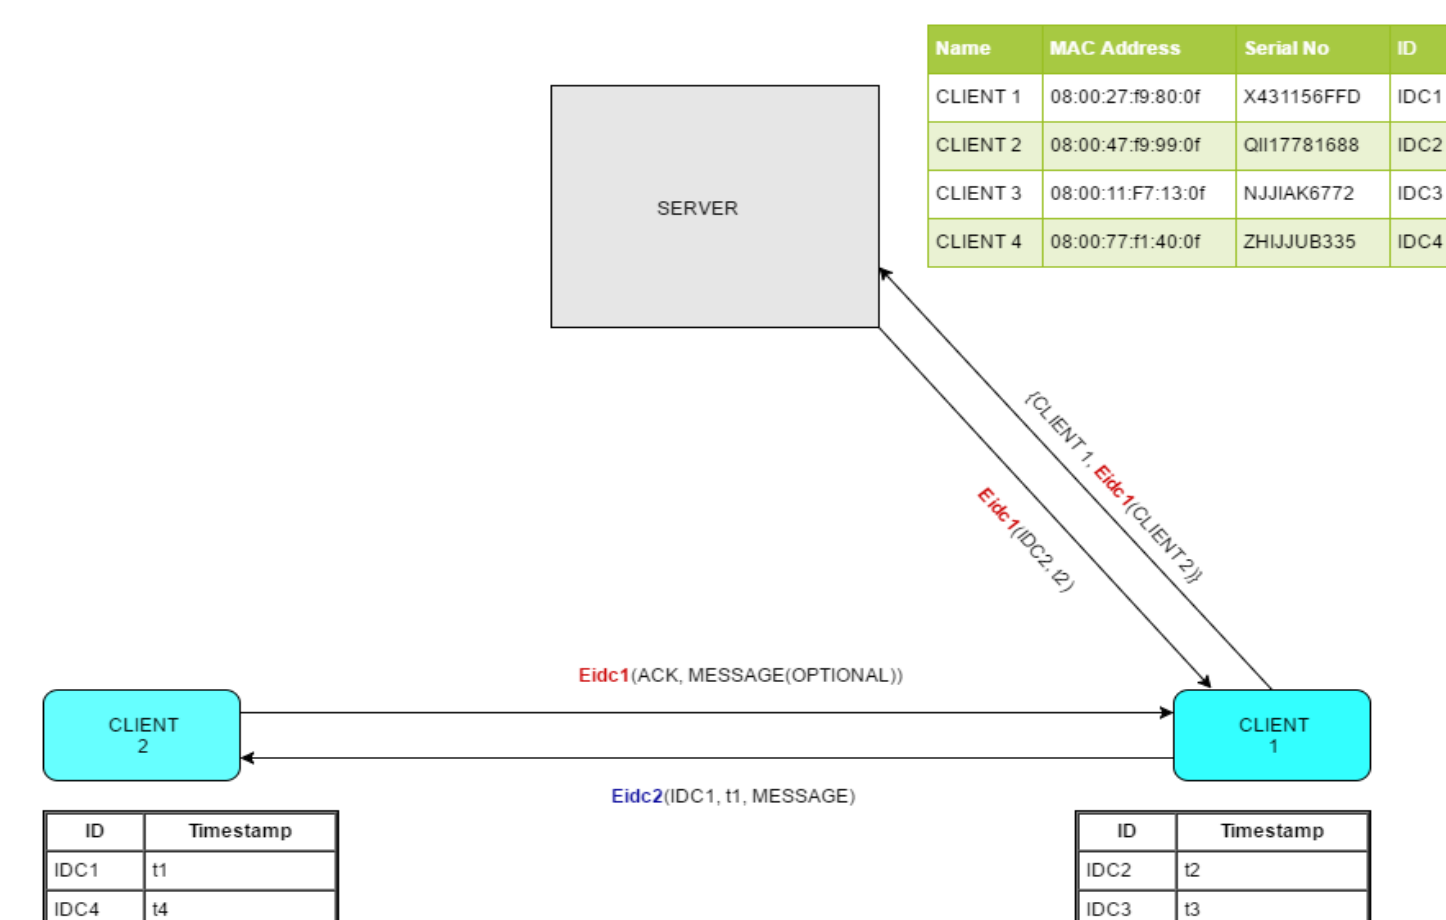 Name MAC Address Serial No ID
CLIENT 1 08:00:27:f9:80:0f X431156FFD IDC1
CLIENT 2 08:00:47:f9:99:0f QII17781688 IDC2
CLIENT 3 08:00:11:F7:13:0f NJJIAK6772 IDC3
CLIENT 4 08:00:77:f1:40:0f ZHIJJUB335 IDC4
SERVER
{CLIENT 1, Eidc1(CLIENT 2)}
Eidc1(IDC2, t2)
Eidc1(ACK, MESSAGE(OPTIONAL))
CLIENT
2
CLIENT
1
Eidc2(IDC1, t1, MESSAGE)
ID Timestamp
IDC1 t1
IDC4 t4
ID Timestamp
IDC2 t2
IDC3 t3